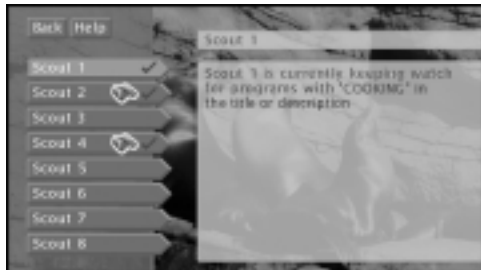 Back Help
Scout 1
Scout 1
Scout 2
Scout 3
Scout 4
Scout 5
Scout 6
Scout 7
Scout 8
Scout 1 is currently keeping watch
for programs with "COOKING" in
the title or description